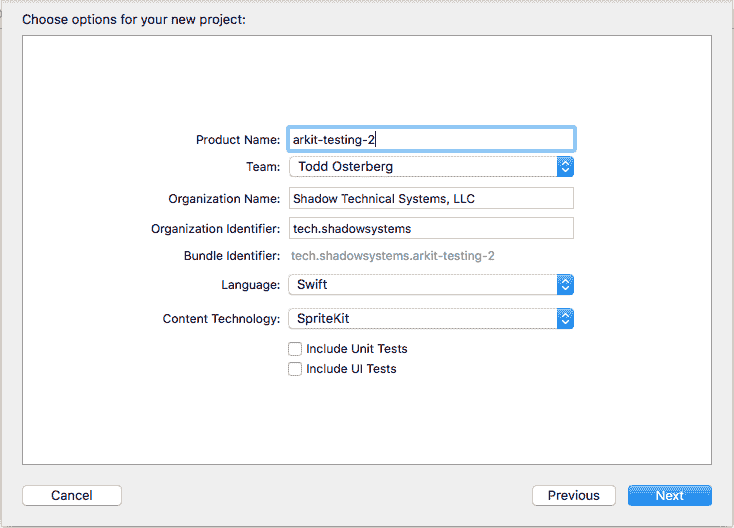 Choose options for your new project:
Product Name: arkit-testing-2
Team: Todd Osterberg
Organization Name: Shadow Technical Systems, LLC
Organization Identifier: tech.shadowsystems
Bundle Identifier: tech.shadowsystems.arkit-testing-2
Language: Swift
Content Technology: SpriteKit
Include Unit Tests
Include UI Tests
Cancel Previous Next